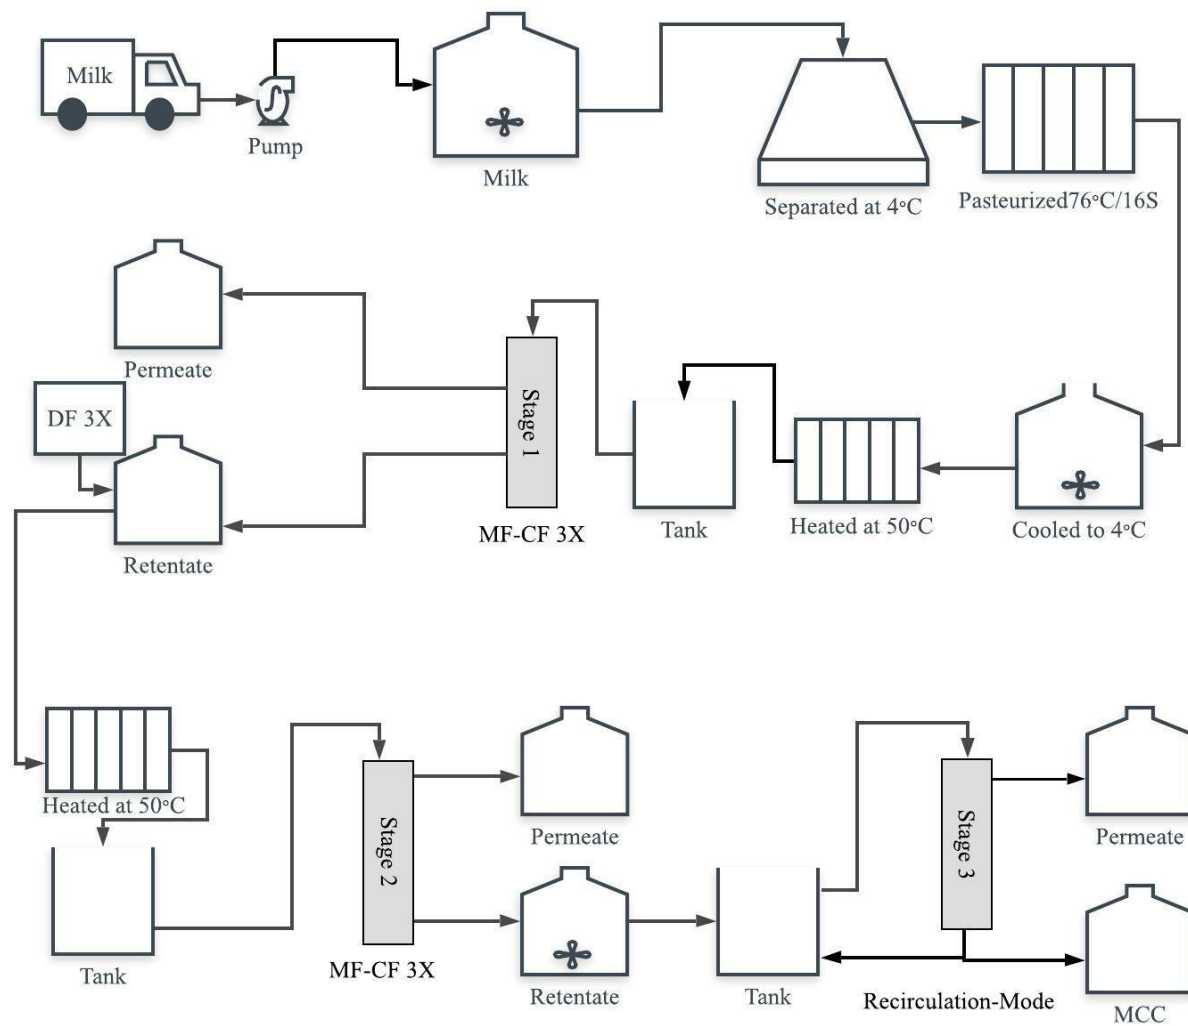 Milk
Pump
Milk
Separated at 4°C
Pasteurized76°C/16S
Permeate
DF 3X
Retentate
Stage 1
MF-CF 3X
Tank
Heated at 50°C
Cooled to 4°C
Heated at 50°C
Tank
Stage 2
MF-CF 3X
Permeate
Retentate
Tank
Stage 3
Recirculation-Mode
Permeate
MCC